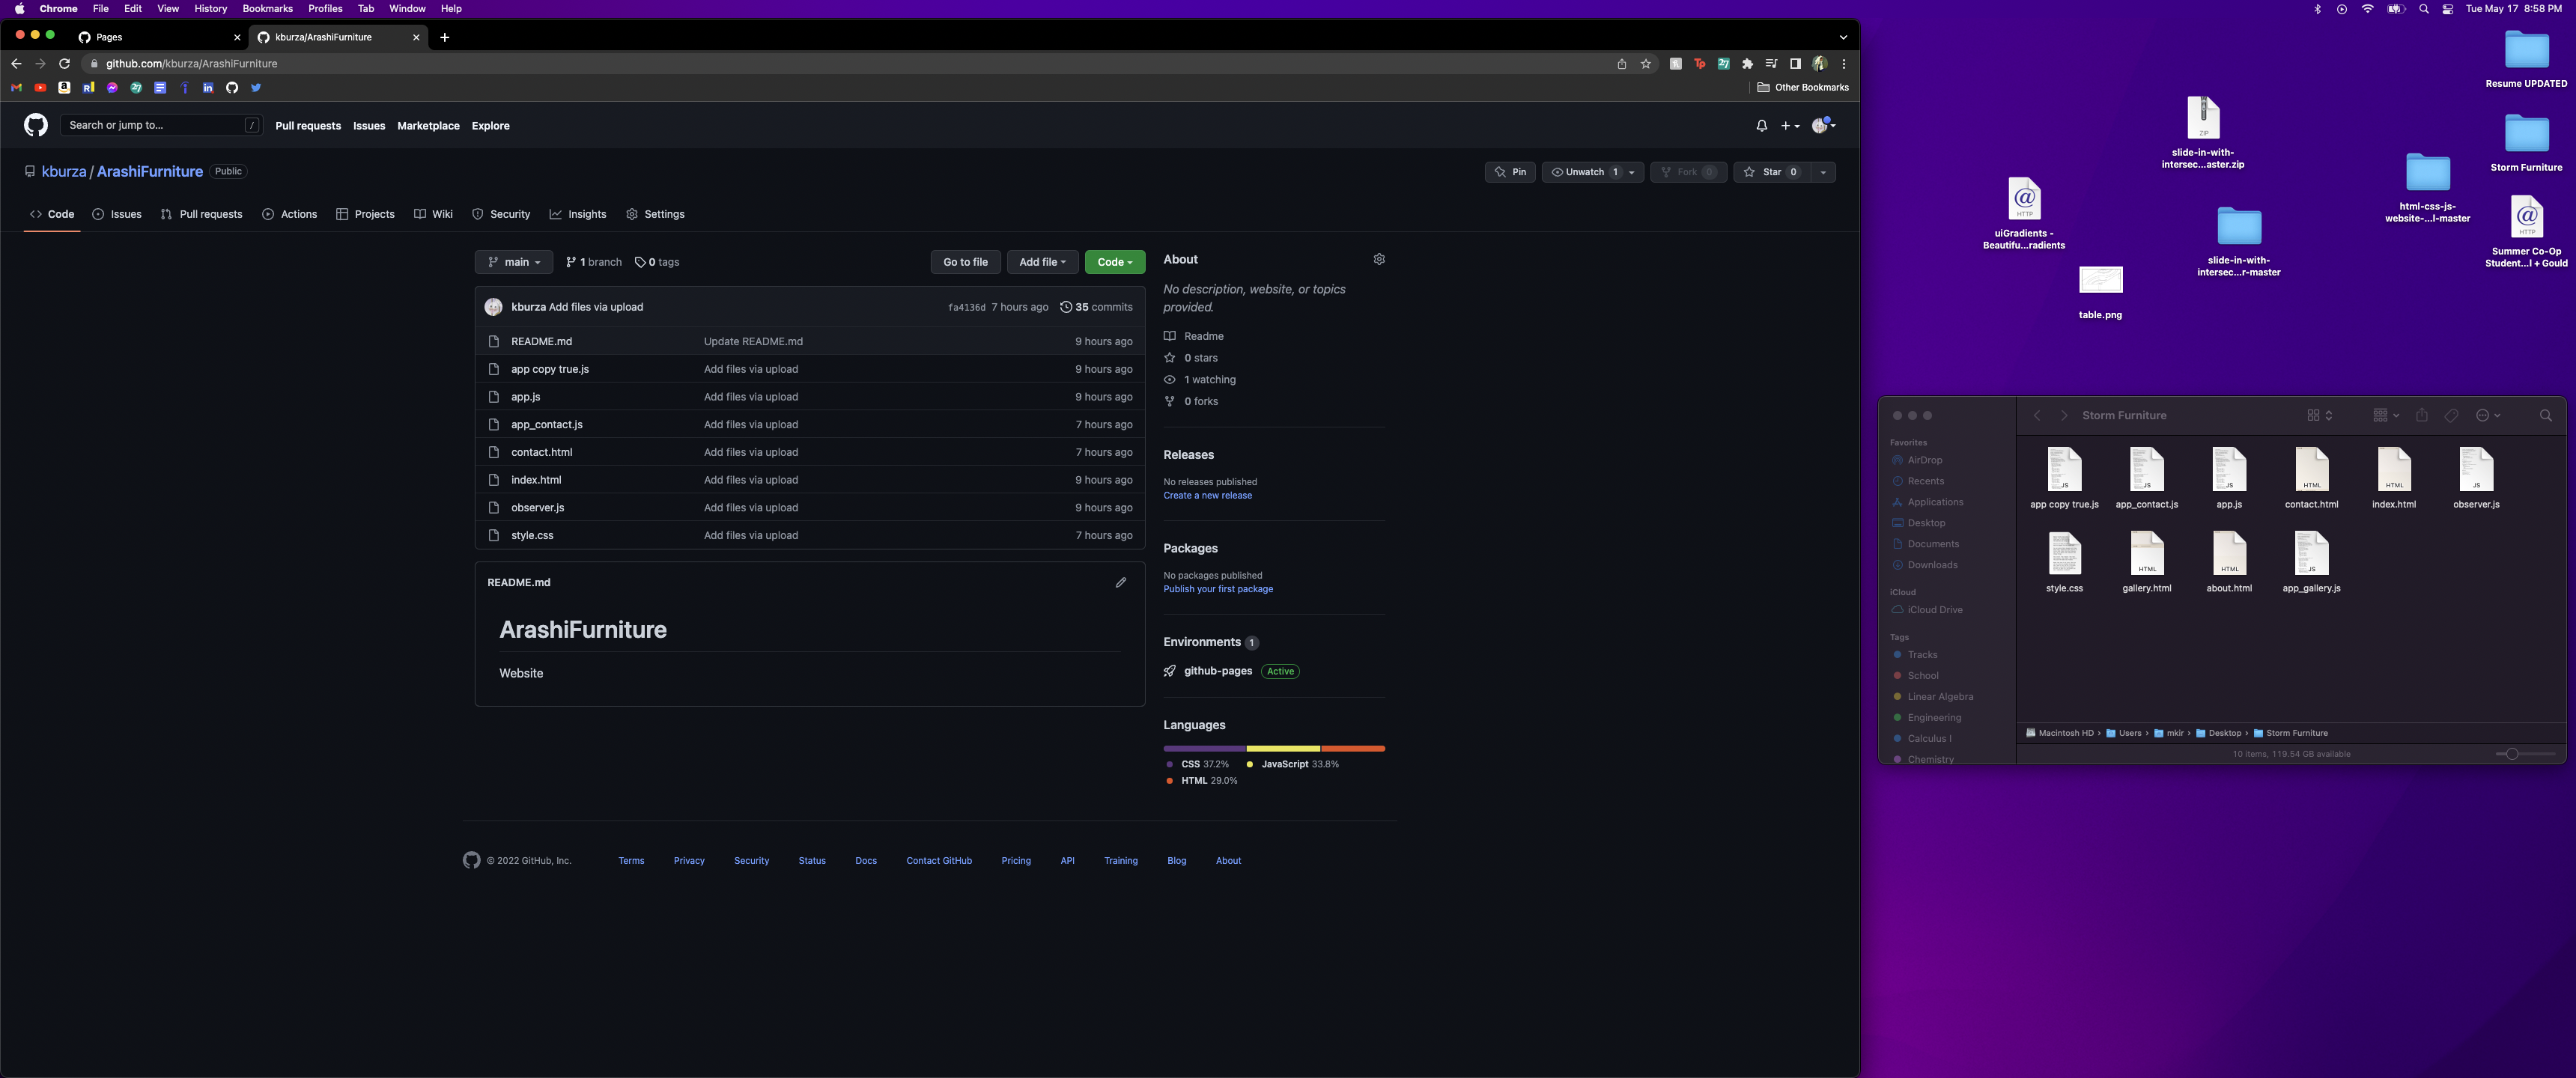 Chrome File Edit View History Bookmarks Profiles Tab Window Help
Tue May 17 8:58 PM
Pages
kburza/ArashiFurniture
github.com/kburza/ArashiFurniture
Other Bookmarks
Search or jump to... /
Pull requests Issues Marketplace Explore
kburza / ArashiFurniture Public
Pin
Unwatch 1
Fork 0
Star 0
Code Issues Pull requests Actions Projects Wiki Security Insights Settings
main 1 branch 0 tags
Go to file Add file Code
kburza Add files via upload fa4136d 7 hours ago 35 commits
README.md Update README.md 9 hours ago
app copy true.js Add files via upload 9 hours ago
app.js Add files via upload 9 hours ago
app_contact.js Add files via upload 7 hours ago
contact.html Add files via upload 7 hours ago
index.html Add files via upload 9 hours ago
observer.js Add files via upload 9 hours ago
style.css Add files via upload 7 hours ago
README.md
ArashiFurniture
Website
About
No description, website, or topics
provided.
Readme
0 stars
1 watching
0 forks
Releases
No releases published
Create a new release
Packages
No packages published
Publish your first package
Environments 1
github-pages Active
Languages
CSS 37.2% JavaScript 33.8%
HTML 29.0%
© 2022 GitHub, Inc. Terms Privacy Security Status Docs Contact GitHub Pricing API Training Blog About
Resume UPDATED
ZIP
slide-in-with-
intersec...aster.zip
Storm Furniture
html-css-js-
website-...l-master
HTTP
uiGradients -
Beautifu...radients
slide-in-with-
intersec...r-master
HTTP
Summer Co-Op
Student...l + Gould
table.png
Storm Furniture
Favorites
AirDrop
Recents
Applications
Desktop
Documents
Downloads
iCloud
iCloud Drive
Tags
Tracks
School
Linear Algebra
Engineering
Calculus I
Chemistry
JS JS JS HTML HTML JS
app copy true.js app_contact.js app.js contact.html index.html observer.js
HTML HTML JS
style.css gallery.html about.html app_gallery.js
Macintosh HD › Users › mkir › Desktop › Storm Furniture
10 items, 119.54 GB available